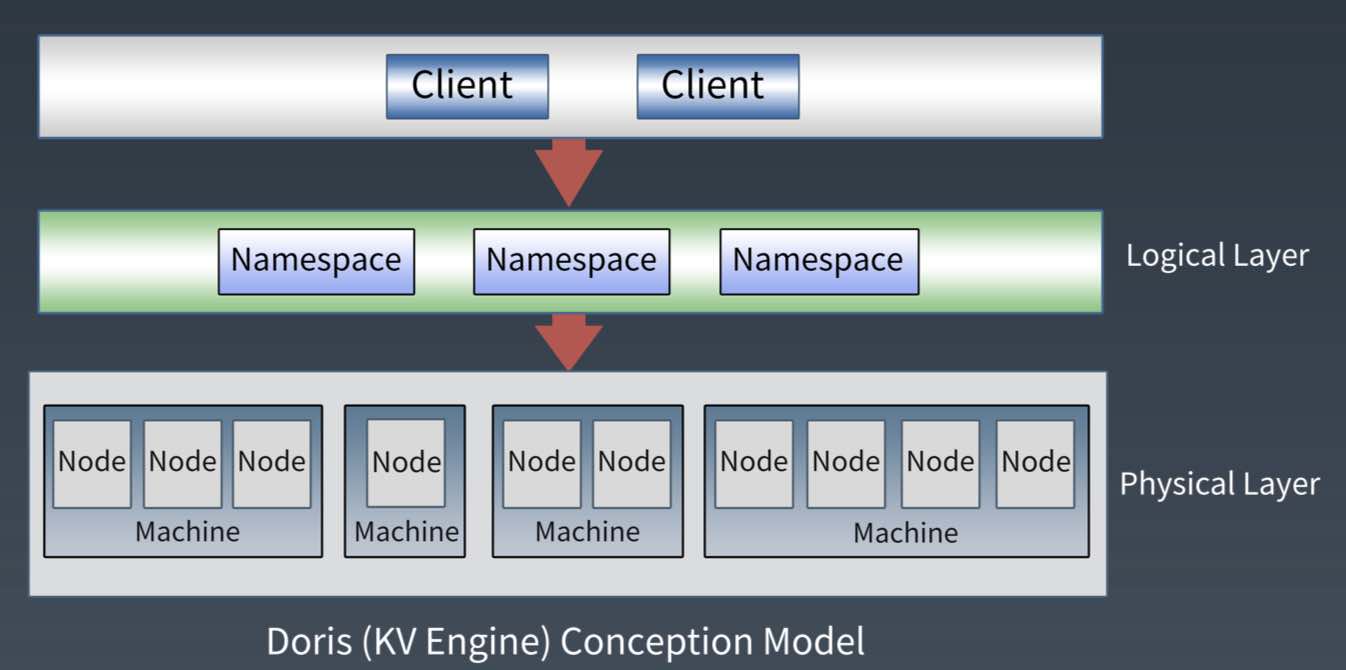 Client Client
Namespace Namespace Namespace
Logical Layer
Node Node Node Node Node Node Node Node Node Node
Physical Layer
Machine Machine Machine Machine
Doris (KV Engine) Conception Model